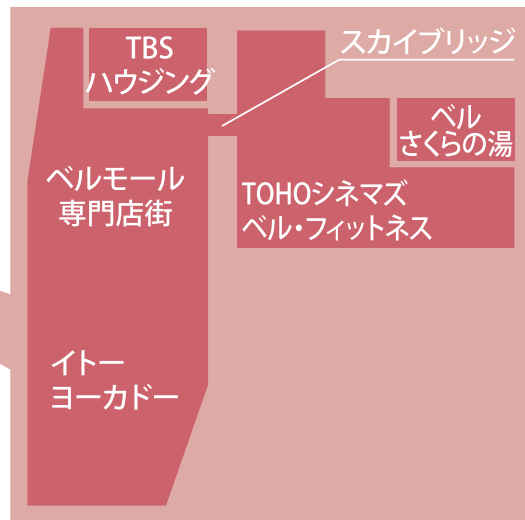 TBS
ハウジング
スカイブリッジ
ベル
さくらの湯
ベルモール
専門店街
TOHOシネマズ
ベル・フィットネス
イトー
ヨーカドー